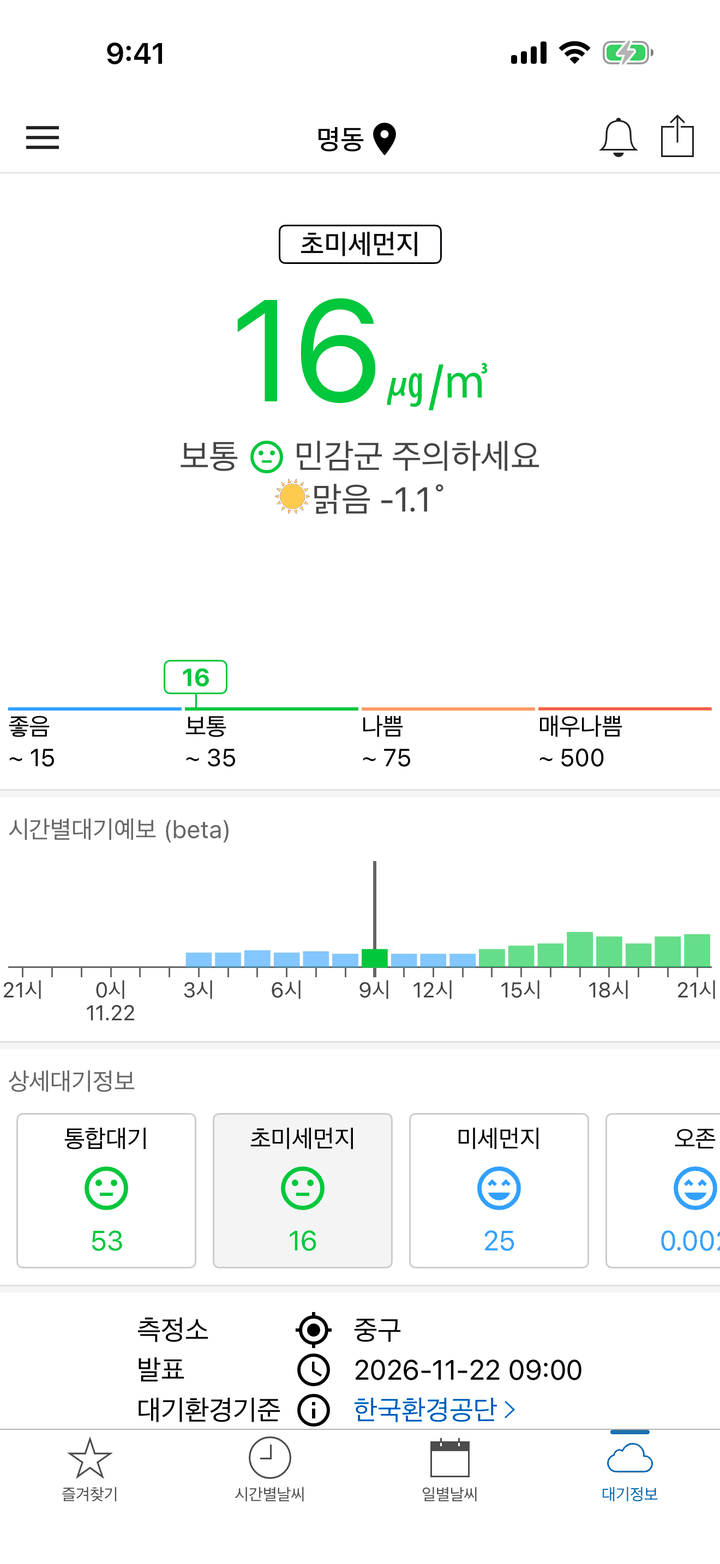 9:41
명동
초미세먼지
16 μg/㎥
보통 민감군 주의하세요
맑음 -1.1˚
16
좋음 보통 나쁨 매우나쁨
~ 15 ~ 35 ~ 75 ~ 500
시간별대기예보 (beta)
21시 0시 3시 6시 9시 12시 15시 18시 21시
11.22
상세대기정보
통합대기 초미세먼지 미세먼지 오존
53 16 25
측정소 중구
발표 2026-11-22 09:00
대기환경기준 한국환경공단
즐겨찾기 시간별날씨 일별날씨 대기정보